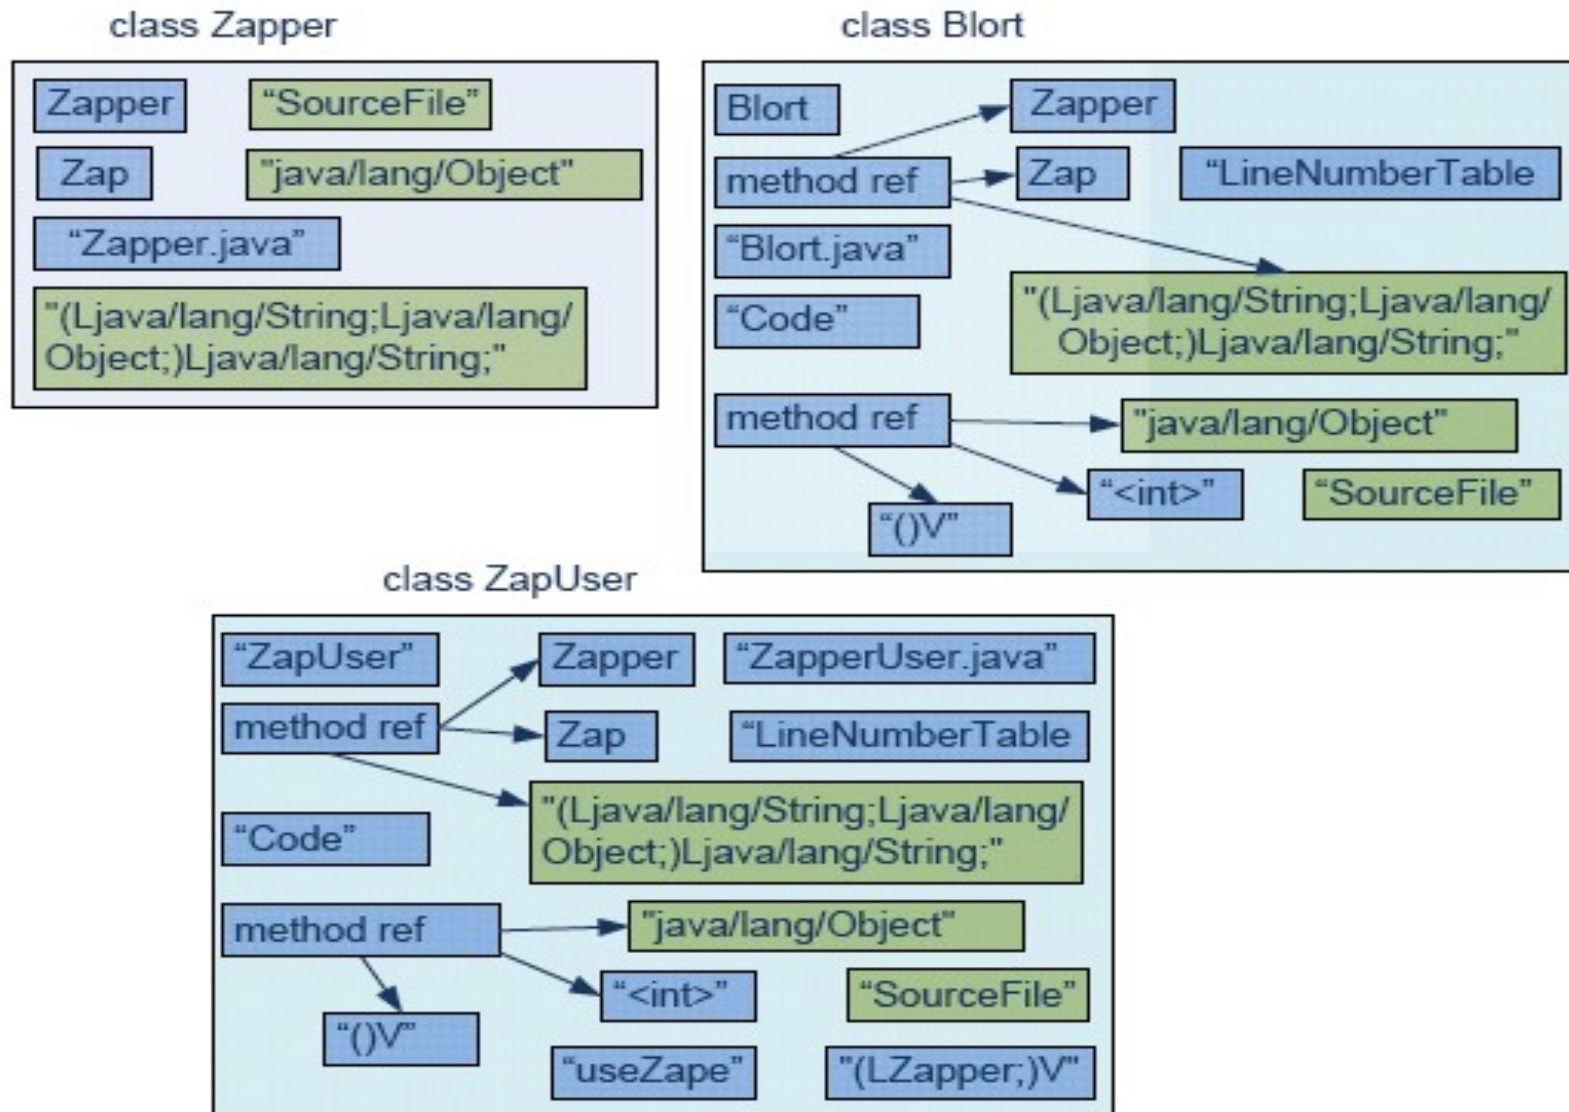 class Zapper
Zapper
“SourceFile”
Zap
"java/lang/Object"
“Zapper.java”
"(Ljava/lang/String;Ljava/lang/
Object;)Ljava/lang/String;"
class Blort
Blort
Zapper
method ref
Zap
“LineNumberTable
“Blort.java”
"(Ljava/lang/String;Ljava/lang/
Object;)Ljava/lang/String;"
“Code”
method ref
"java/lang/Object"
“<int>”
“SourceFile”
“()V”
class ZapUser
“ZapUser”
Zapper
“ZapperUser.java”
method ref
Zap
“LineNumberTable
"(Ljava/lang/String;Ljava/lang/
Object;)Ljava/lang/String;"
“Code”
method ref
"java/lang/Object"
“<int>”
“SourceFile”
“()V”
“useZape”
"(LZapper;)V"